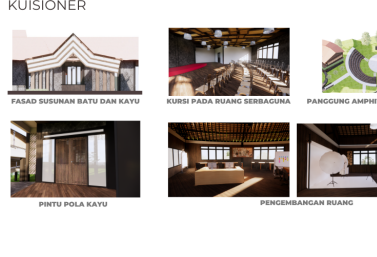 KUISIONER
FASAD SUSUNAN BATU DAN KAYU
KURSI PADA RUANG SERBAGUNA
PANGGUNG AMPHI
PINTU POLA KAYU
PENGEMBANGAN RUANG